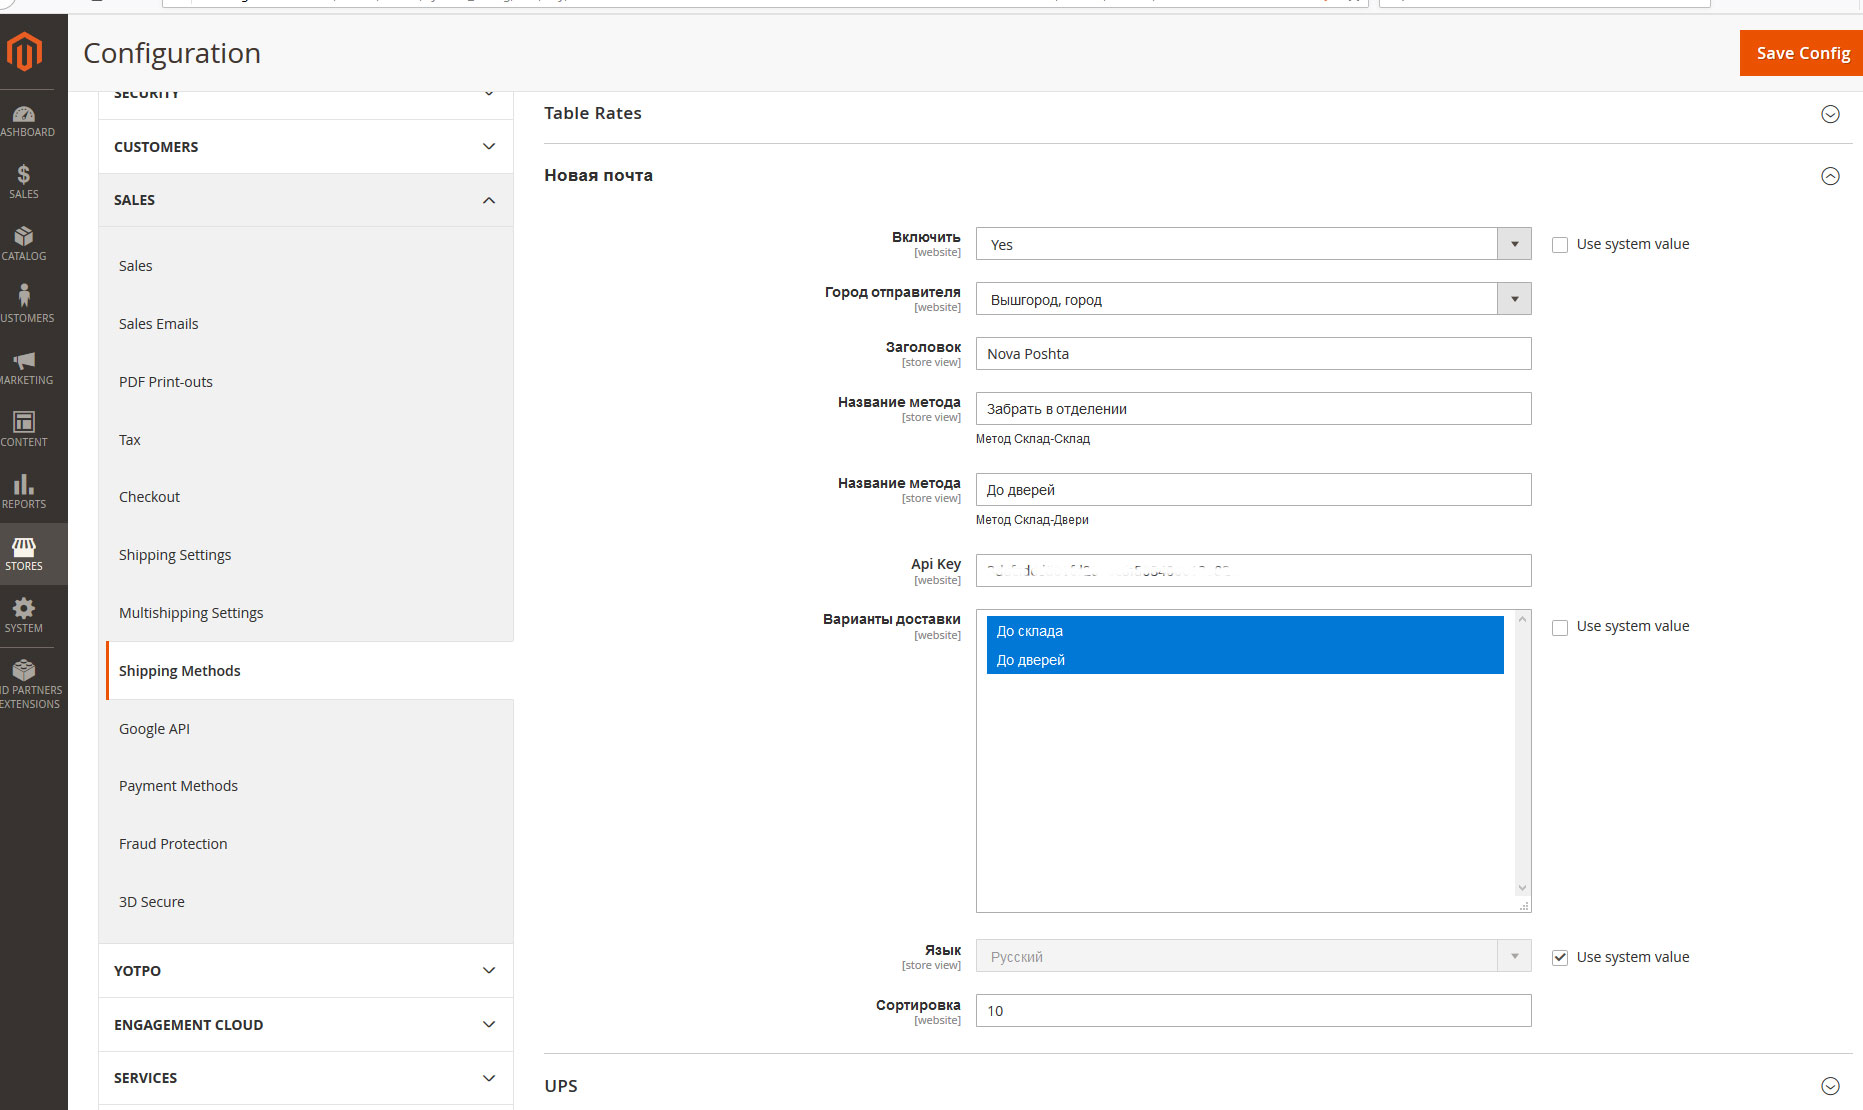 Configuration
Save Config
DASHBOARD
SALES
CATALOG
CUSTOMERS
MARKETING
CONTENT
REPORTS
STORES
SYSTEM
PARTNERS
EXTENSIONS
SECURITY
CUSTOMERS
SALES
Sales
Sales Emails
PDF Print-outs
Tax
Checkout
Shipping Settings
Multishipping Settings
Shipping Methods
Google API
Payment Methods
Fraud Protection
3D Secure
YOTPO
ENGAGEMENT CLOUD
SERVICES
Table Rates
Новая почта
Включить
[website]
Yes
Use system value
Город отправителя
[website]
Вышгород, город
Заголовок
[store view]
Nova Poshta
Название метода
[store view]
Забрать в отделении
Метод Склад-Склад
Название метода
[store view]
До дверей
Метод Склад-Двери
Api Key
[website]
Варианты доставки
[website]
До склада
До дверей
Use system value
Язык
[store view]
Русский
Use system value
Сортировка
[website]
10
UPS